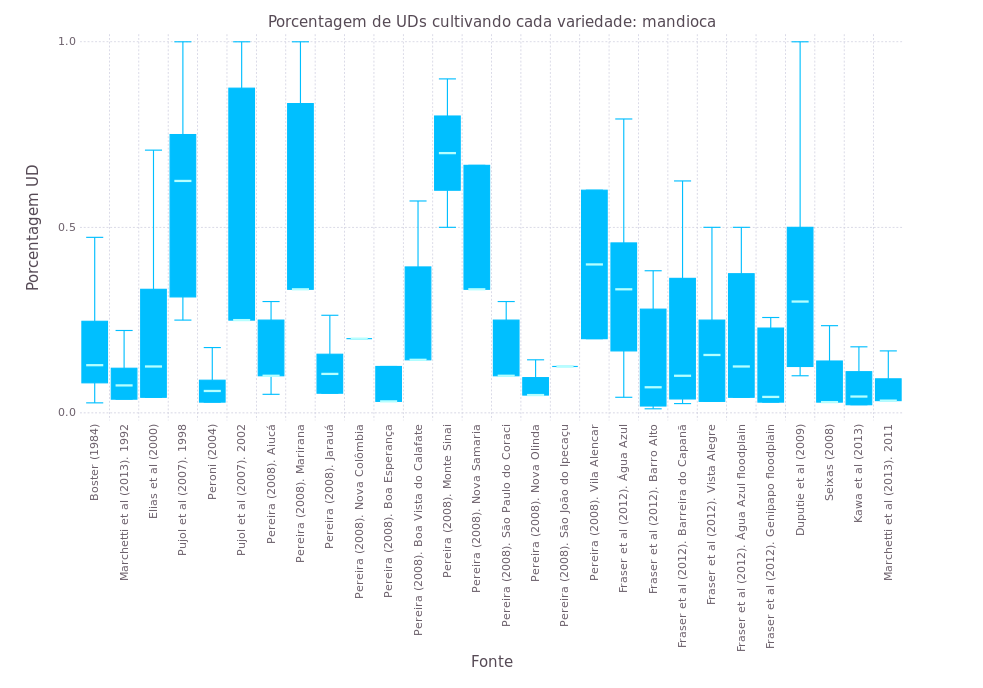 Porcentagem de UDs cultivando cada variedade: mandioca
Porcentagem UD
1.0
0.5
0.0
Boster (1984)
Marchetti et al (2013). 1992
Elias et al (2000)
Pujol et al (2007). 1998
Peroni (2004)
Pujol et al (2007). 2002
Pereira (2008). Aiucá
Pereira (2008). Marirana
Pereira (2008). Jarauá
Pereira (2008). Nova Colômbia
Pereira (2008). Boa Esperança
Pereira (2008). Boa Vista do Calafate
Pereira (2008). Monte Sinai
Pereira (2008). Nova Samaria
Pereira (2008). São Paulo do Coraci
Pereira (2008). Nova Olinda
Pereira (2008). São João do Ipecaçu
Pereira (2008). Vila Alencar
Fraser et al (2012). Água Azul
Fraser et al (2012). Barro Alto
Fraser et al (2012). Barreira do Capanã
Fraser et al (2012). Vista Alegre
Fraser et al (2012). Água Azul floodplain
Fraser et al (2012). Genipapo floodplain
Duputie et al (2009)
Seixas (2008)
Kawa et al (2013)
Marchetti et al (2013). 2011
Fonte